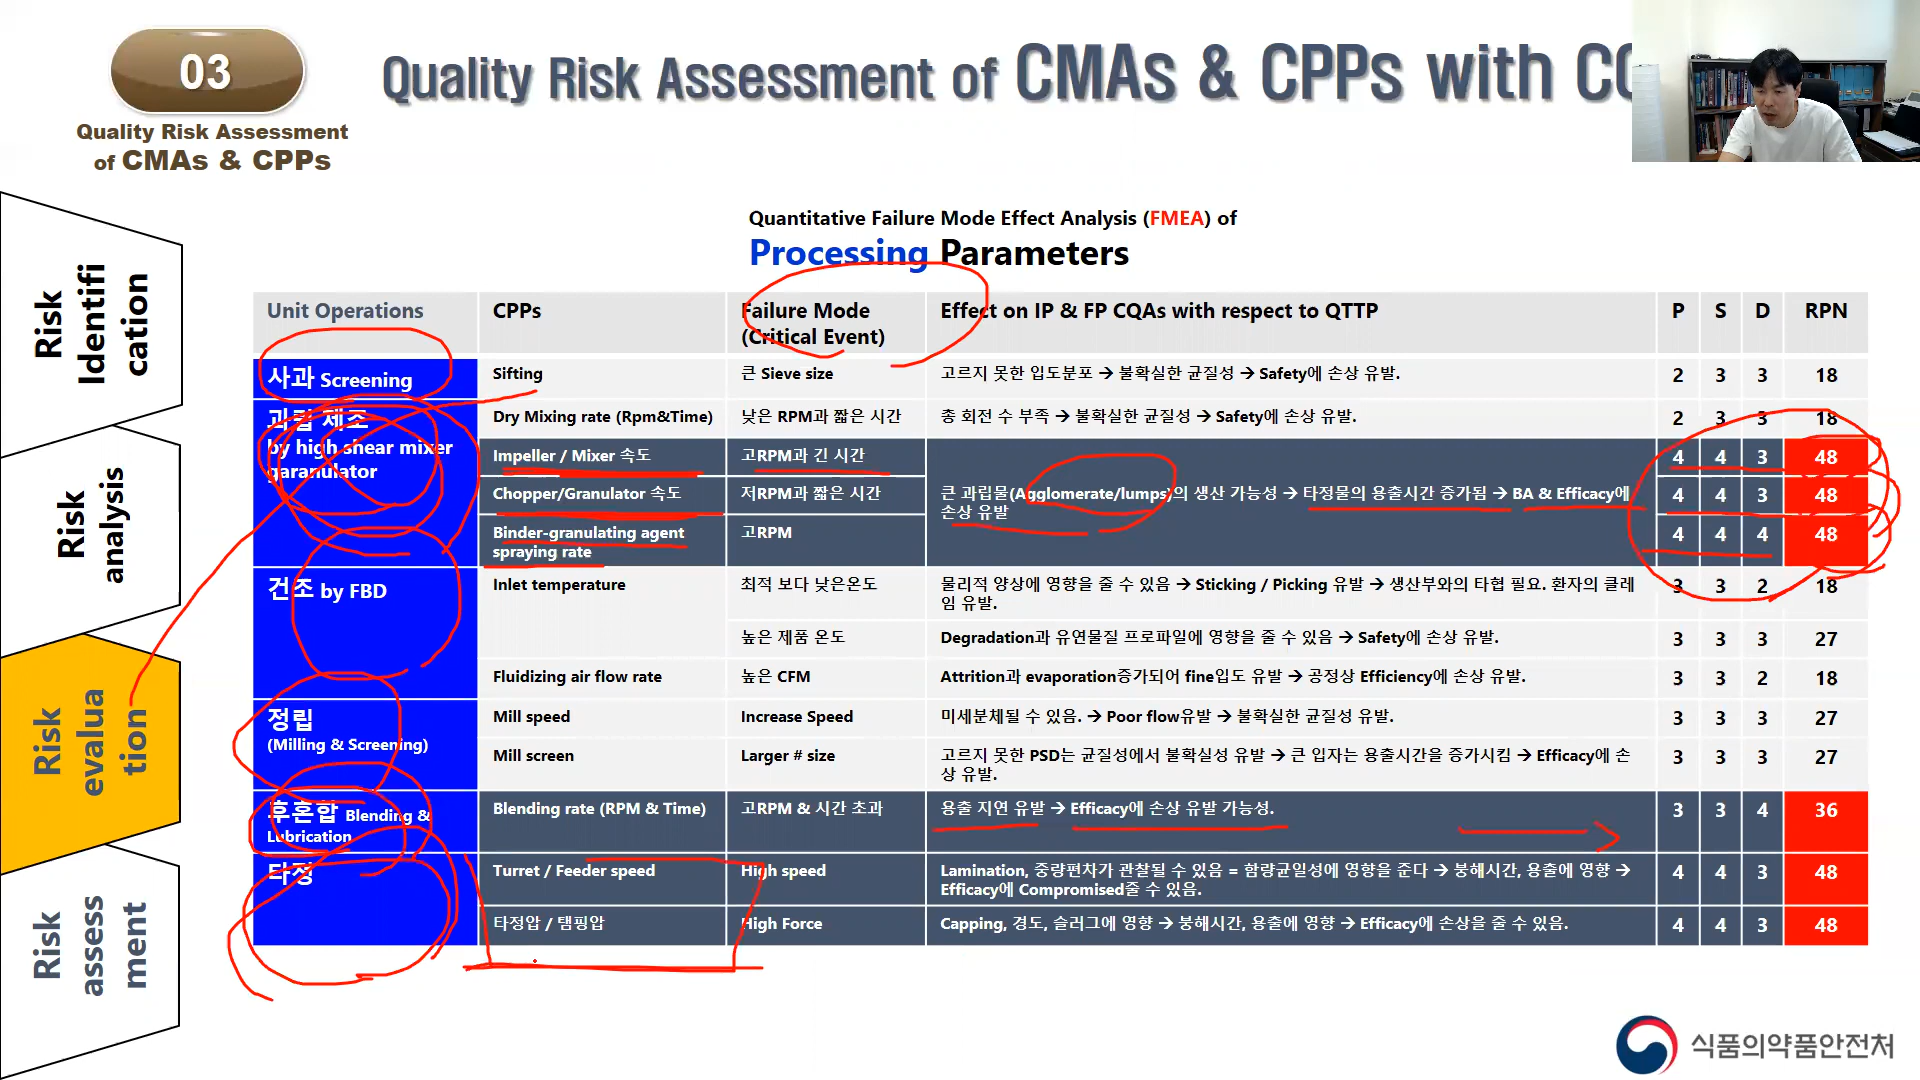 03
Quality Risk Assessment
of CMAs & CPPs
Quality Risk Assessment of CMAs & CPPs with
Risk
Identifi
cation
Risk
analysis
Risk
evalua
tion
Risk
assess
ment
Quantitative Failure Mode Effect Analysis (FMEA) of
Processing Parameters
Unit Operations CPPs Failure Mode (Critical Event) Effect on IP & FP CQAs with respect to QTTP P S D RPN
사과 Screening Sifting 큰 Sieve size 고르지 못한 입도분포 → 불확실한 균질성 → Safety에 손상 유발. 2 3 3 18
과립 제조
by high shear mixer
garanulator
Dry Mixing rate (Rpm&Time) 낮은 RPM과 짧은 시간 총 회전 수 부족 → 불확실한 균질성 → Safety에 손상 유발. 2 3 3 18
Impeller / Mixer 속도 고RPM과 긴 시간 4 4 3 48
Chopper/Granulator 속도 저RPM과 짧은 시간 4 4 3 48
큰 과립물(Agglomerate/lumps)의 생산 가능성 → 타정물의 용출시간 증가됨 → BA & Efficacy에
손상 유발
Binder-granulating agent
spraying rate
고RPM 4 4 4 48
건조 by FBD
Inlet temperature 최적 보다 낮은온도 물리적 양상에 영향을 줄 수 있음 → Sticking / Picking 유발 → 생산부와의 타협 필요. 환자의 클레
임 유발.
3 3 2 18
높은 제품 온도 Degradation과 유연물질 프로파일에 영향을 줄 수 있음 → Safety에 손상 유발. 3 3 3 27
Fluidizing air flow rate 높은 CFM Attrition과 evaporation증가되어 fine입도 유발 → 공정상 Efficiency에 손상 유발. 3 3 2 18
정립
(Milling & Screening)
Mill speed Increase Speed 미세분체될 수 있음. → Poor flow유발 → 불확실한 균질성 유발. 3 3 3 27
Mill screen Larger # size 고르지 못한 PSD는 균질성에서 불확실성 유발 → 큰 입자는 용출시간을 증가시킴 → Efficacy에 손
상 유발.
3 3 3 27
후혼합 Blending &
Lubrication
Blending rate (RPM & Time) 고RPM & 시간 초과 용출 지연 유발 → Efficacy에 손상 유발 가능성. 3 3 4 36
타정
Turret / Feeder speed High speed Lamination, 중량편차가 관찰될 수 있음 = 함량균일성에 영향을 준다 → 붕해시간, 용출에 영향 →
Efficacy에 Compromised줄 수 있음.
4 4 3 48
타정압 / 탬핑압 High Force Capping, 경도, 슬러그에 영향 → 붕해시간, 용출에 영향 → Efficacy에 손상을 줄 수 있음. 4 4 3 48
식품의약품안전처